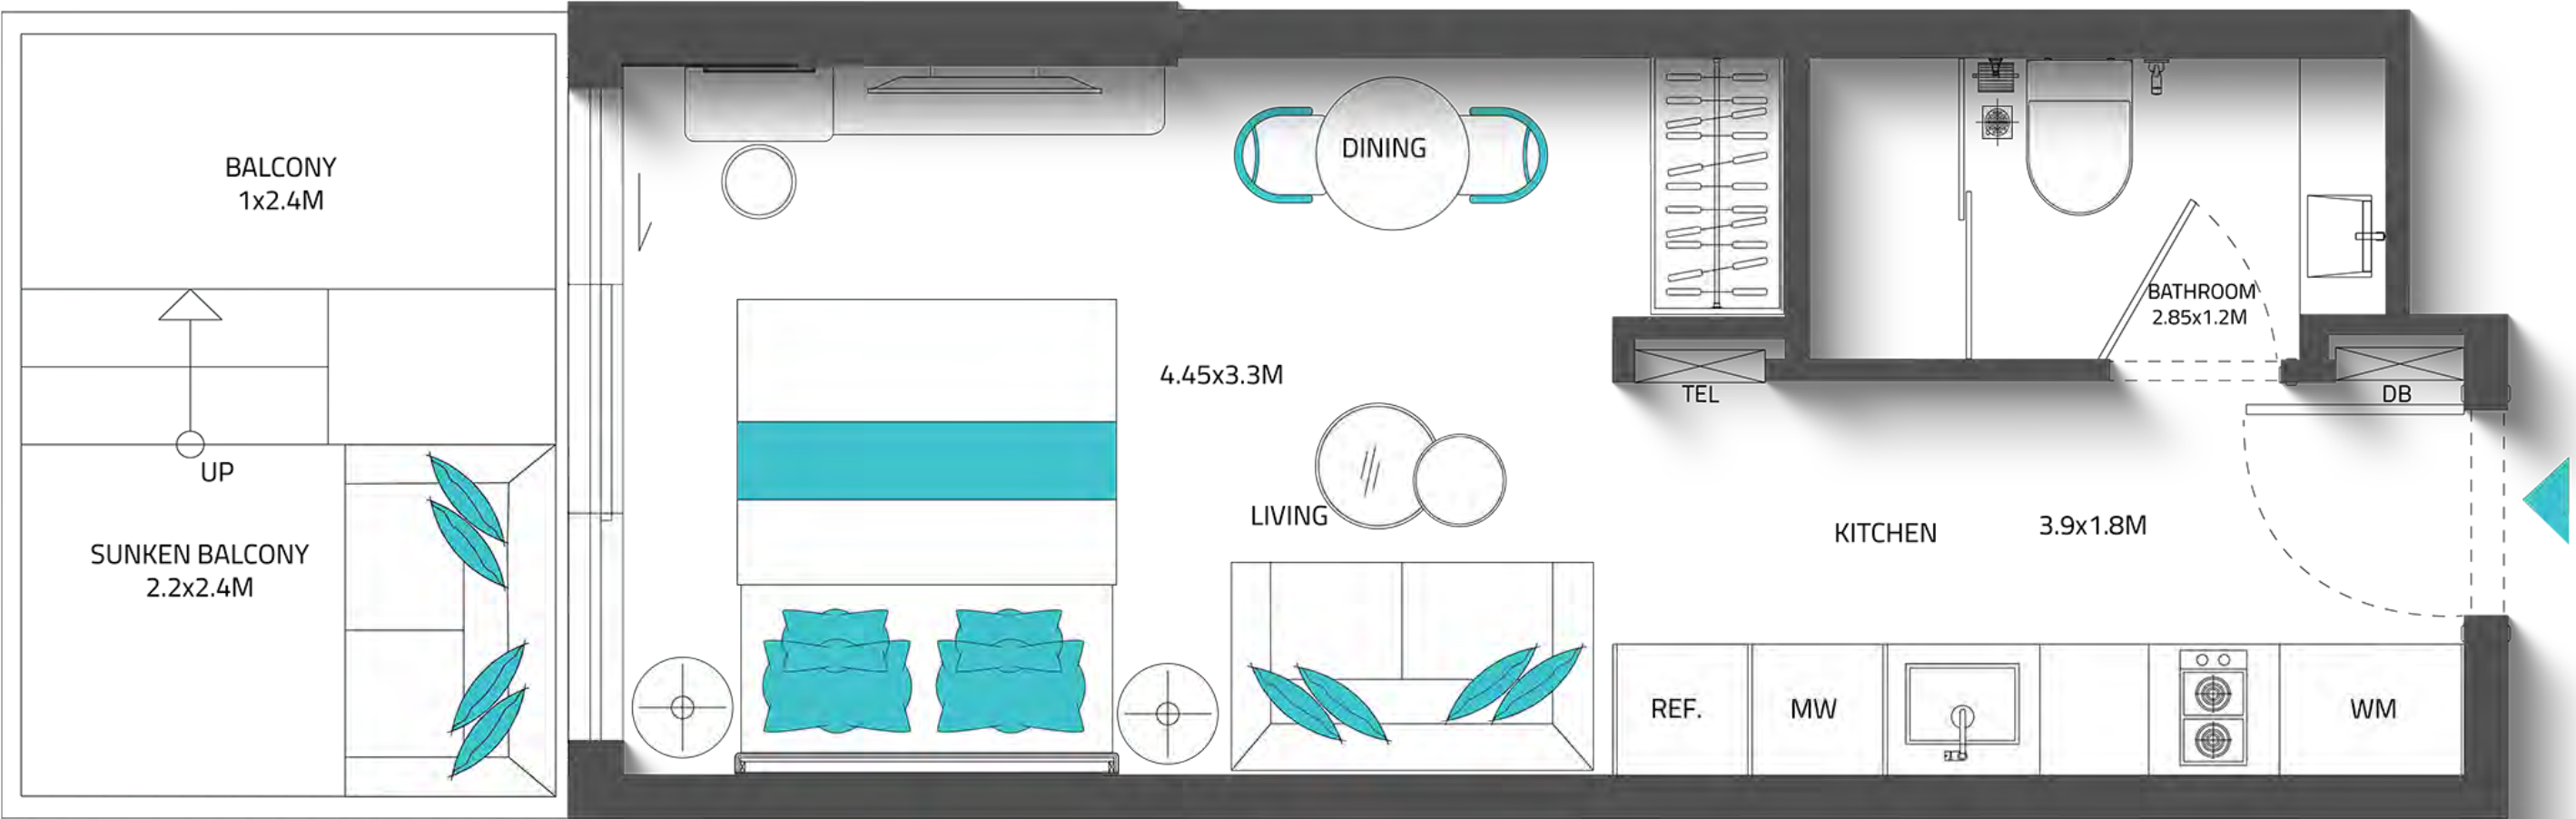 BALCONY
1x2.4M
UP
SUNKEN BALCONY
2.2x2.4M
DINING
4.45x3.3M
LIVING
TEL
BATHROOM
2.85x1.2M
DB
KITCHEN
3.9x1.8M
REF.
MW
WM